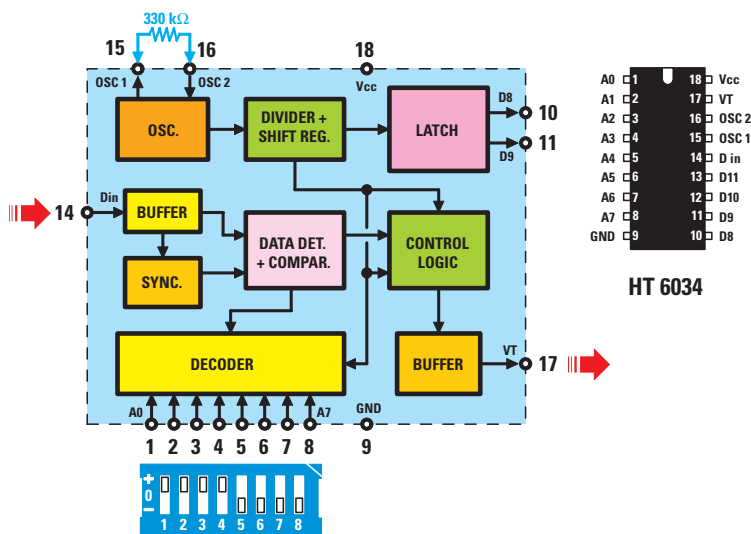 330 kΩ
15
16
18
OSC 1
OSC 2
Vcc
OSC.
DIVIDER +
SHIFT REG.
LATCH
D8
10
D9
11
14
Din
BUFFER
SYNC.
DATA DET.
+ COMPAR.
CONTROL
LOGIC
DECODER
BUFFER
VT
17
A0
A7
GND
1 2 3 4 5 6 7 8
9
+
0
–
1 2 3 4 5 6 7 8
A0 1 18 Vcc
A1 2 17 VT
A2 3 16 OSC 2
A3 4 15 OSC 1
A4 5 14 D in
A5 6 13 D11
A6 7 12 D10
A7 8 11 D9
GND 9 10 D8
HT 6034